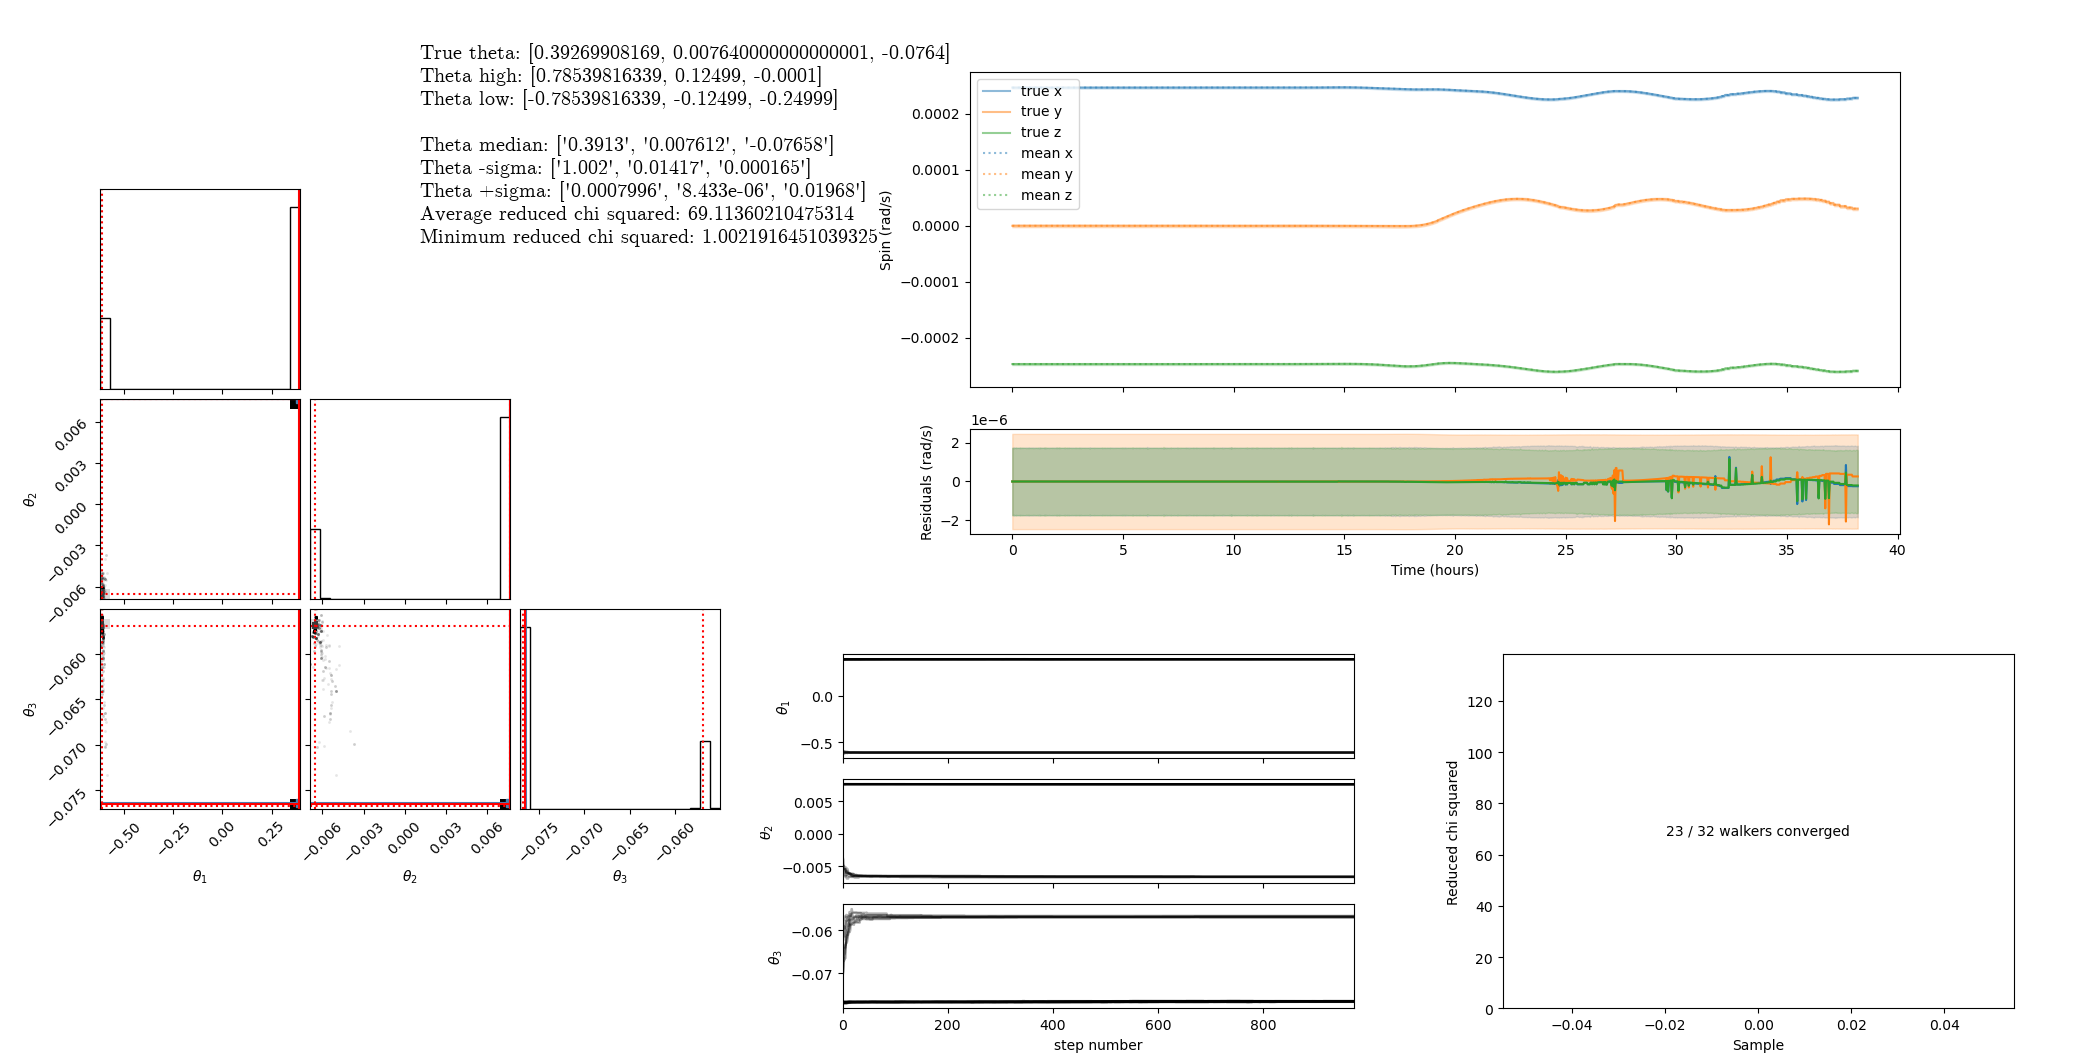 True theta: [0.39269908169, 0.007640000000000001, -0.0764]
Theta high: [0.78539816339, 0.12499, -0.0001]
Theta low: [-0.78539816339, -0.12499, -0.24999]
Theta median: ['0.3913', '0.007612', '-0.07658']
Theta -sigma: ['1.002', '0.01417', '0.000165']
Theta +sigma: ['0.0007996', '8.433e-06', '0.01968']
Average reduced chi squared: 69.11360210475314
Minimum reduced chi squared: 1.0021916451039325
true x
true y
true z
mean x
mean y
mean z
0.0002
0.0001
0.0000
−0.0001
−0.0002
Spin (rad/s)
1e−6
2
0
−2
Residuals (rad/s)
0 5 10 15 20 25 30 35 40
Time (hours)
0.006
0.003
0.000
−0.003
−0.006
θ2
−0.060
−0.065
−0.070
−0.075
θ3
−0.50 −0.25 0.00 0.25
θ1
−0.006 −0.003 0.000 0.003 0.006
θ2
−0.075 −0.070 −0.065 −0.060
θ3
0.0
−0.5
θ1
0.005
0.000
−0.005
θ2
−0.06
−0.07
θ3
0 200 400 600 800
step number
120
100
80
60
40
20
0
Reduced chi squared
23 / 32 walkers converged
−0.04 −0.02 0.00 0.02 0.04
Sample